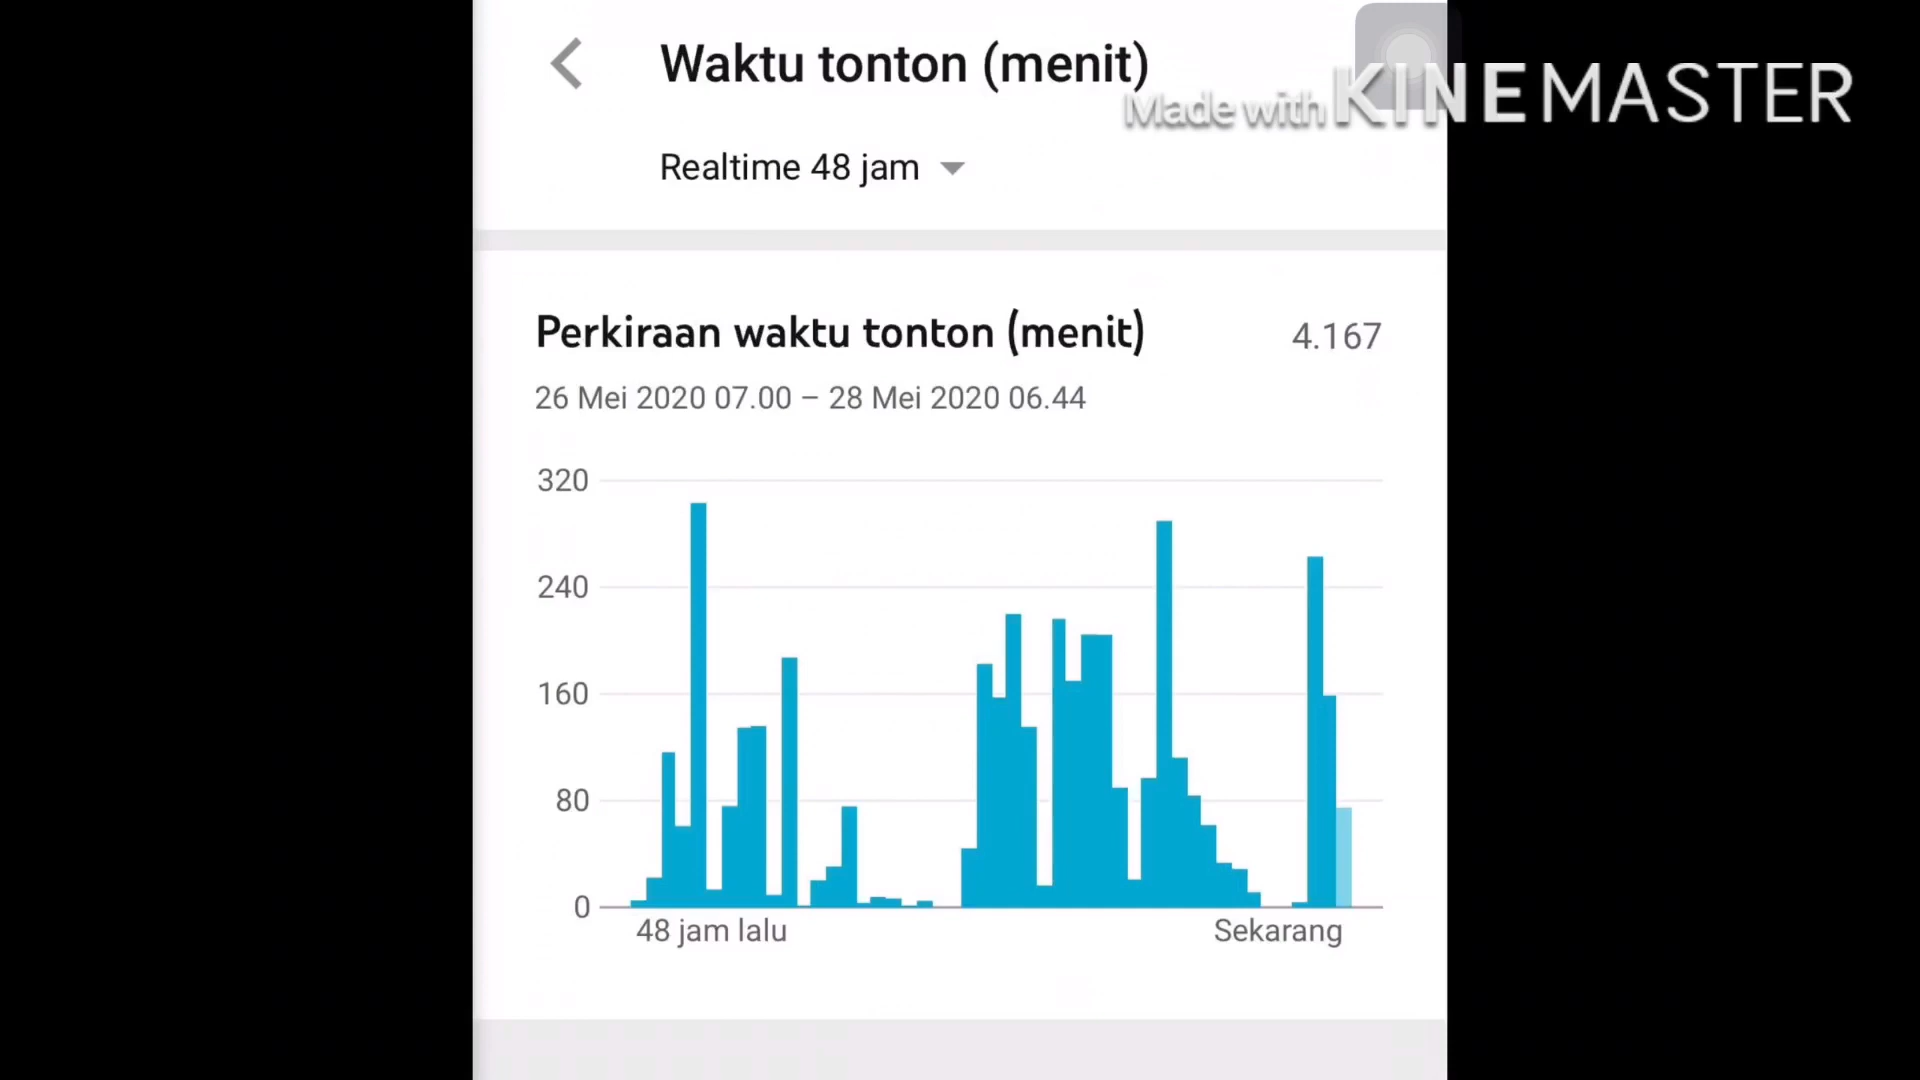 Waktu tonton (menit)
Made with KINEMASTER
Realtime 48 jam
Perkiraan waktu tonton (menit)
4.167
26 Mei 2020 07.00 – 28 Mei 2020 06.44
320
240
160
80
0
48 jam lalu
Sekarang